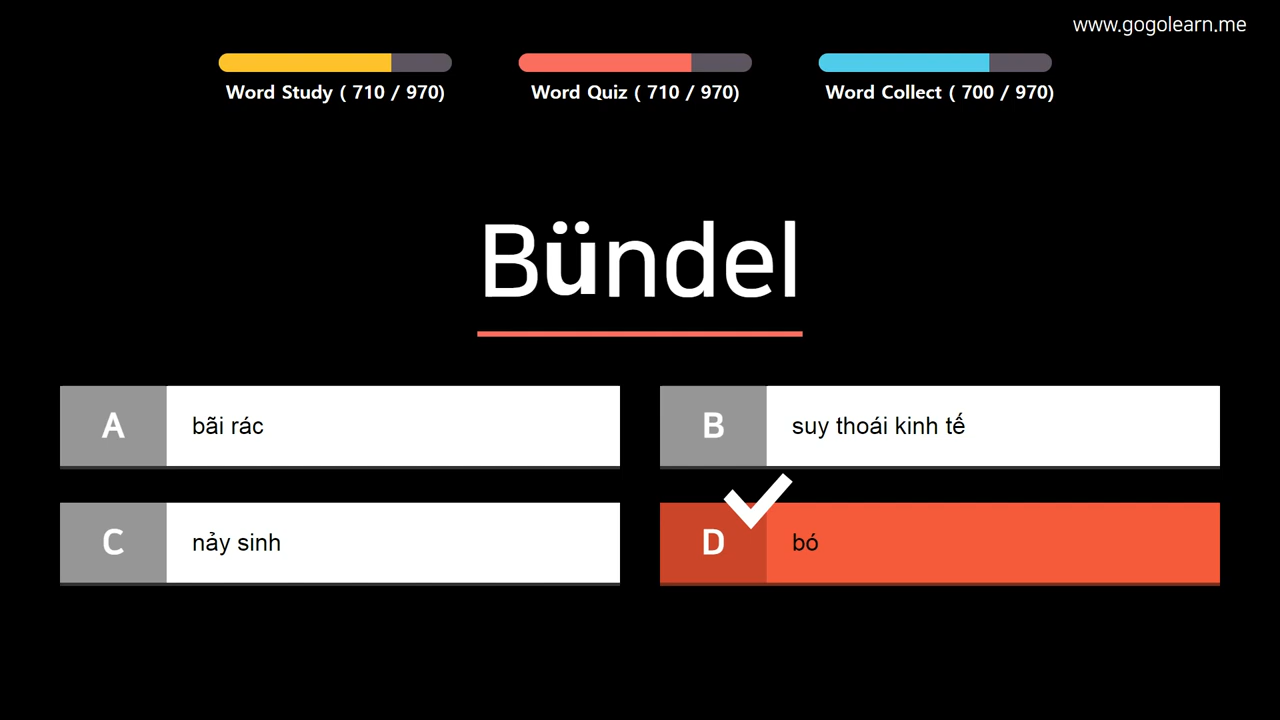 www.gogolearn.me
Word Study ( 710 / 970)
Word Quiz ( 710 / 970)
Word Collect ( 700 / 970)
Bündel
A bãi rác
B suy thoái kinh tế
C nảy sinh
D bó